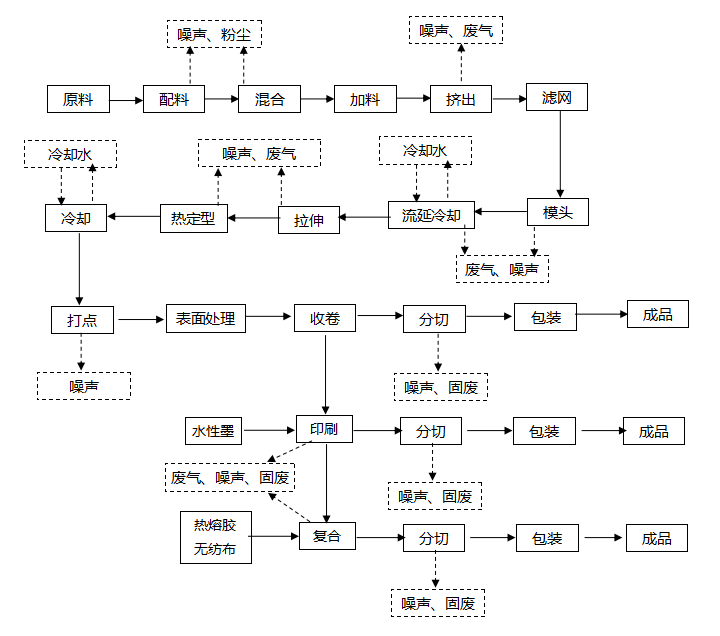 噪声、粉尘
噪声、废气
原料
配料
混合
加料
挤出
滤网
冷却水
噪声、废气
冷却水
冷却
热定型
拉伸
流延冷却
模头
废气、噪声
打点
表面处理
收卷
分切
包装
成品
噪声
噪声、固废
水性墨
印刷
分切
包装
成品
废气、噪声、固废
噪声、固废
热熔胶
无纺布
复合
分切
包装
成品
噪声、固废